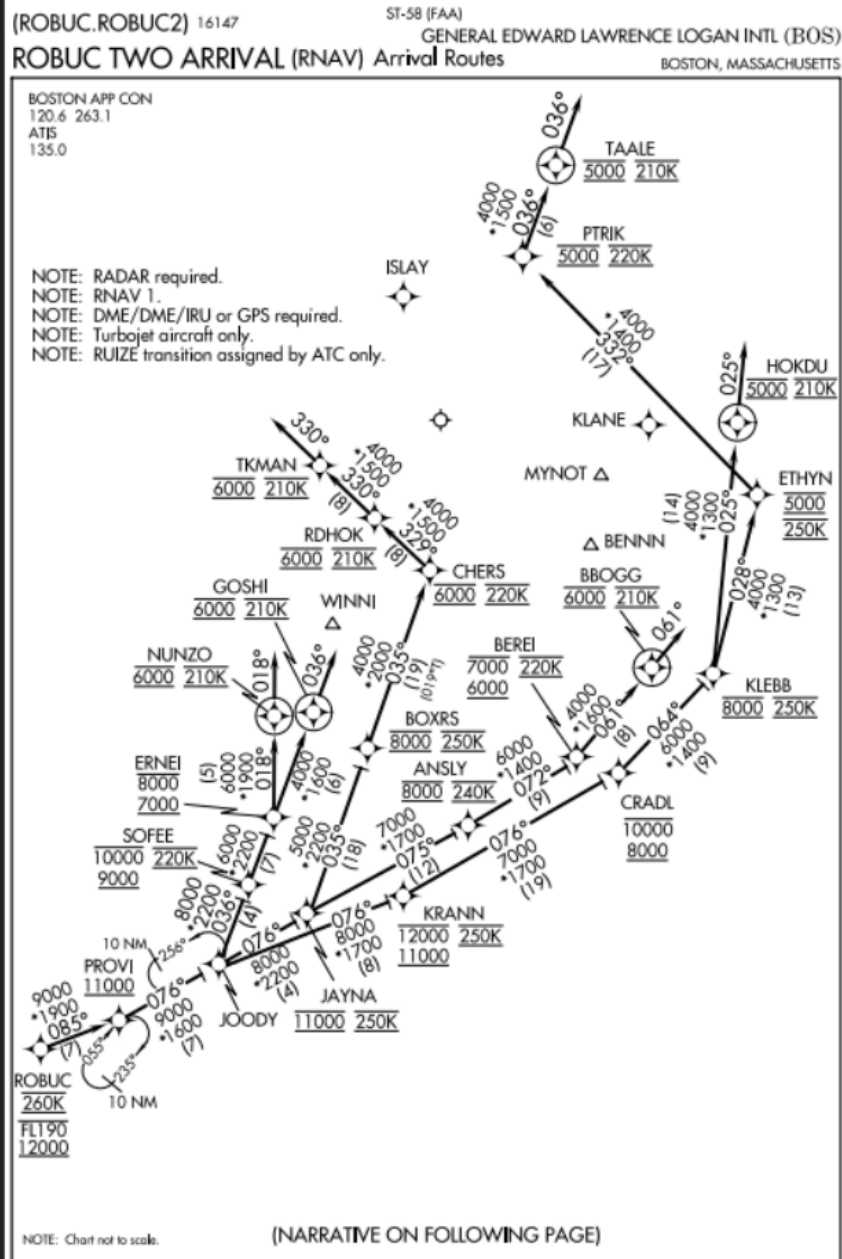 (ROBUC.ROBUC2) 16147
ST-58 (FAA)
GENERAL EDWARD LAWRENCE LOGAN INTL (BOS)
ROBUC TWO ARRIVAL (RNAV) Arrival Routes
BOSTON, MASSACHUSETTS
BOSTON APP CON
120.6 263.1
ATIS
135.0
NOTE: RADAR required.
NOTE: RNAV 1.
NOTE: DME/DME/IRU or GPS required.
NOTE: Turbojet aircraft only.
NOTE: RUIZE transition assigned by ATC only.
036°
TAALE
5000 210K
4000
*1500
036°
(6)
PTRIK
5000 220K
ISLAY
4000
*1400
332°
(17)
025°
HOKDU
5000 210K
KLANE
330°
TKMAN
6000 210K
4000
*1500
330°
(8)
MYNOT
ETHYN
5000
250K
(14)
4000
*1300
025°
RDHOK
6000 210K
4000
*1500
329°
(8)
BENNN
028°
4000
*1300
(13)
CHERS
6000 220K
GOSHI
6000 210K
WINNI
BBOGG
6000 210K
061°
NUNZO
6000 210K
018°
036°
4000
*2000
035°
(19)
(019°T)
BEREI
7000 220K
6000
KLEBB
8000 250K
4000
*1600
061°
(8)
064°
6000
*1400
(9)
BOXRS
8000 250K
ERNEI
8000
7000
(5)
6000
*1900
018°
4000
*1600
(6)
ANSLY
8000 240K
6000
*1400
072°
(9)
CRADL
10000
8000
SOFEE
10000 220K
9000
6000
*2200
(7)
5000
*2200
035°
(18)
7000
*1700
075°
(12)
076°
7000
*1700
(19)
8000
*2200
036°
(4)
KRANN
12000 250K
11000
076°
8000
*1700
(8)
076°
8000
*2200
(4)
JAYNA
11000 250K
JOODY
10 NM
256°
PROVI
11000
076°
9000
*1600
(7)
9000
*1900
085°
(7)
055°
235°
10 NM
ROBUC
260K
FL190
12000
NOTE: Chart not to scale.
(NARRATIVE ON FOLLOWING PAGE)